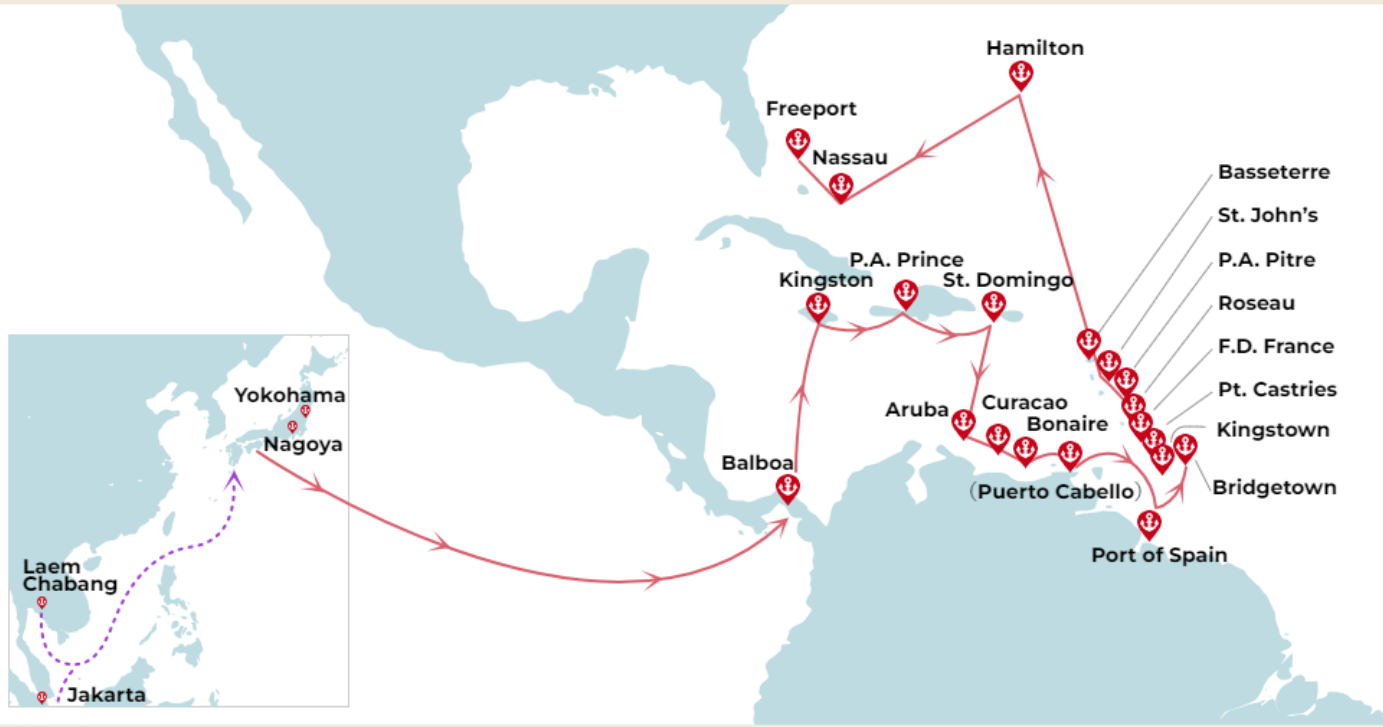 Hamilton
Freeport
Nassau
Basseterre
St. John's
P.A. Pitre
Roseau
F.D. France
Pt. Castries
Kingstown
Bridgetown
P.A. Prince
Kingston
St. Domingo
Aruba
Curacao
Bonaire
(Puerto Cabello)
Balboa
Port of Spain
Yokohama
Nagoya
Laem
Chabang
Jakarta